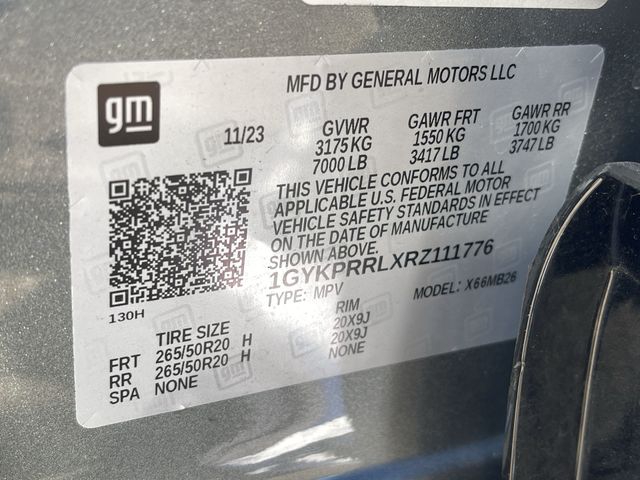 gm
MFD BY GENERAL MOTORS LLC
11/23
GVWR
3175 KG
7000 LB
GAWR FRT
1550 KG
3417 LB
GAWR RR
1700 KG
3747 LB
THIS VEHICLE CONFORMS TO ALL
APPLICABLE U.S. FEDERAL MOTOR
VEHICLE SAFETY STANDARDS IN EFFECT
ON THE DATE OF MANUFACTURE
SHOWN ABOVE.
1GYKPRRLXRZ111776
TYPE: MPV MODEL: X66MB26
130H
TIRE SIZE RIM
FRT 265/50R20 H 20X9J
RR 265/50R20 H 20X9J
SPA NONE NONE